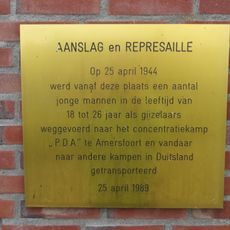 AANSLAG en REPRESAILLE
Op 25 april 1944
werd vanaf deze plaats een aantal
jonge mannen in de leeftijd van
18 tot 26 jaar als gijzelaars
weggevoerd naar het concentratiekamp
„P.D.A." te Amersfoort en vandaar
naar andere kampen in Duitsland
getransporteerd
25 april 1989